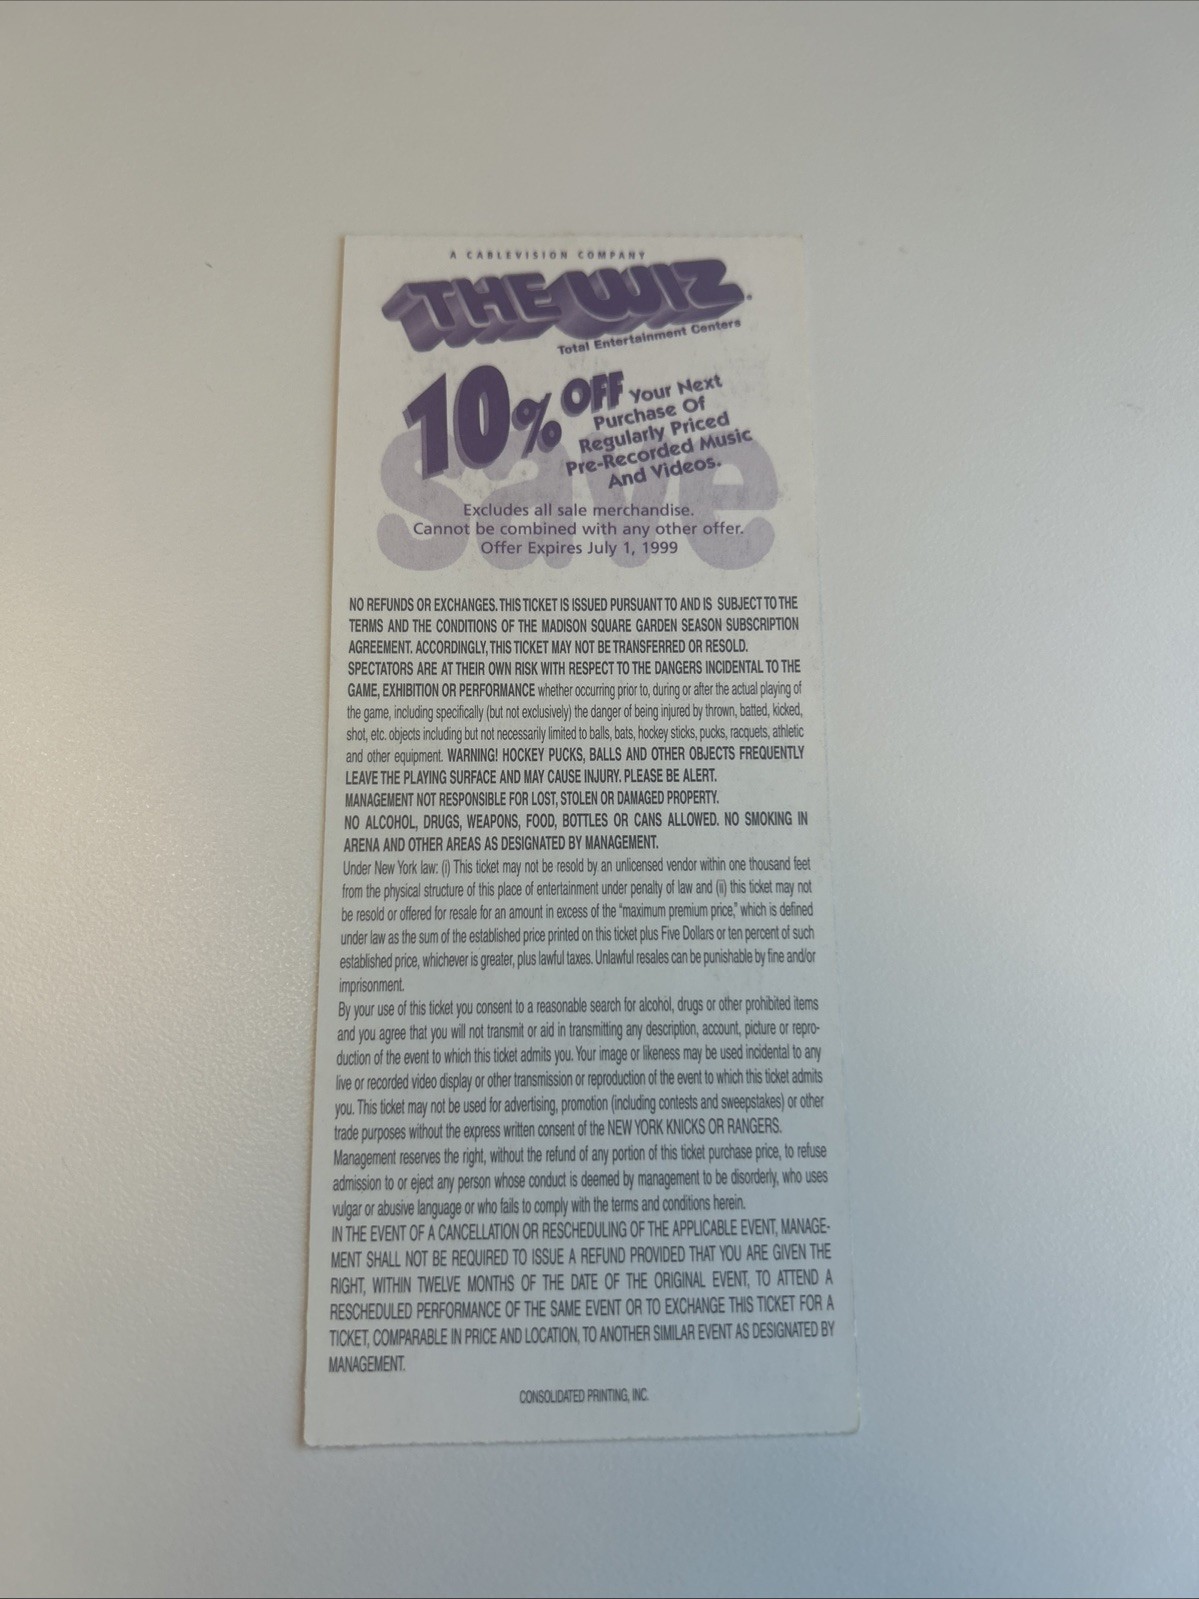 A CABLEVISION COMPANY
THE WIZ.
Total Entertainment Centers
10% OFF Your Next
Purchase Of
Regularly Priced
Pre-Recorded Music
And Videos.
save
Excludes all sale merchandise.
Cannot be combined with any other offer.
Offer Expires July 1, 1999
NO REFUNDS OR EXCHANGES. THIS TICKET IS ISSUED PURSUANT TO AND IS SUBJECT TO THE
TERMS AND THE CONDITIONS OF THE MADISON SQUARE GARDEN SEASON SUBSCRIPTION
AGREEMENT. ACCORDINGLY, THIS TICKET MAY NOT BE TRANSFERRED OR RESOLD.
SPECTATORS ARE AT THEIR OWN RISK WITH RESPECT TO THE DANGERS INCIDENTAL TO THE
GAME, EXHIBITION OR PERFORMANCE whether occurring prior to, during or after the actual playing of
the game, including specifically (but not exclusively) the danger of being injured by thrown, batted, kicked,
shot, etc. objects including but not necessarily limited to balls, bats, hockey sticks, pucks, racquets, athletic
and other equipment. WARNING! HOCKEY PUCKS, BALLS AND OTHER OBJECTS FREQUENTLY
LEAVE THE PLAYING SURFACE AND MAY CAUSE INJURY. PLEASE BE ALERT.
MANAGEMENT NOT RESPONSIBLE FOR LOST, STOLEN OR DAMAGED PROPERTY.
NO ALCOHOL, DRUGS, WEAPONS, FOOD, BOTTLES OR CANS ALLOWED. NO SMOKING IN
ARENA AND OTHER AREAS AS DESIGNATED BY MANAGEMENT.
Under New York law: (i) This ticket may not be resold by an unlicensed vendor within one thousand feet
from the physical structure of this place of entertainment under penalty of law and (ii) this ticket may not
be resold or offered for resale for an amount in excess of the "maximum premium price," which is defined
under law as the sum of the established price printed on this ticket plus Five Dollars or ten percent of such
established price, whichever is greater, plus lawful taxes. Unlawful resales can be punishable by fine and/or
imprisonment.
By your use of this ticket you consent to a reasonable search for alcohol, drugs or other prohibited items
and you agree that you will not transmit or aid in transmitting any description, account, picture or repro-
duction of the event to which this ticket admits you. Your image or likeness may be used incidental to any
live or recorded video display or other transmission or reproduction of the event to which this ticket admits
you. This ticket may not be used for advertising, promotion (including contests and sweepstakes) or other
trade purposes without the express written consent of the NEW YORK KNICKS OR RANGERS.
Management reserves the right, without the refund of any portion of this ticket purchase price, to refuse
admission to or eject any person whose conduct is deemed by management to be disorderly, who uses
vulgar or abusive language or who fails to comply with the terms and conditions herein.
IN THE EVENT OF A CANCELLATION OR RESCHEDULING OF THE APPLICABLE EVENT, MANAGE-
MENT SHALL NOT BE REQUIRED TO ISSUE A REFUND PROVIDED THAT YOU ARE GIVEN THE
RIGHT, WITHIN TWELVE MONTHS OF THE DATE OF THE ORIGINAL EVENT, TO ATTEND A
RESCHEDULED PERFORMANCE OF THE SAME EVENT OR TO EXCHANGE THIS TICKET FOR A
TICKET, COMPARABLE IN PRICE AND LOCATION, TO ANOTHER SIMILAR EVENT AS DESIGNATED BY
MANAGEMENT.
CONSOLIDATED PRINTING, INC.